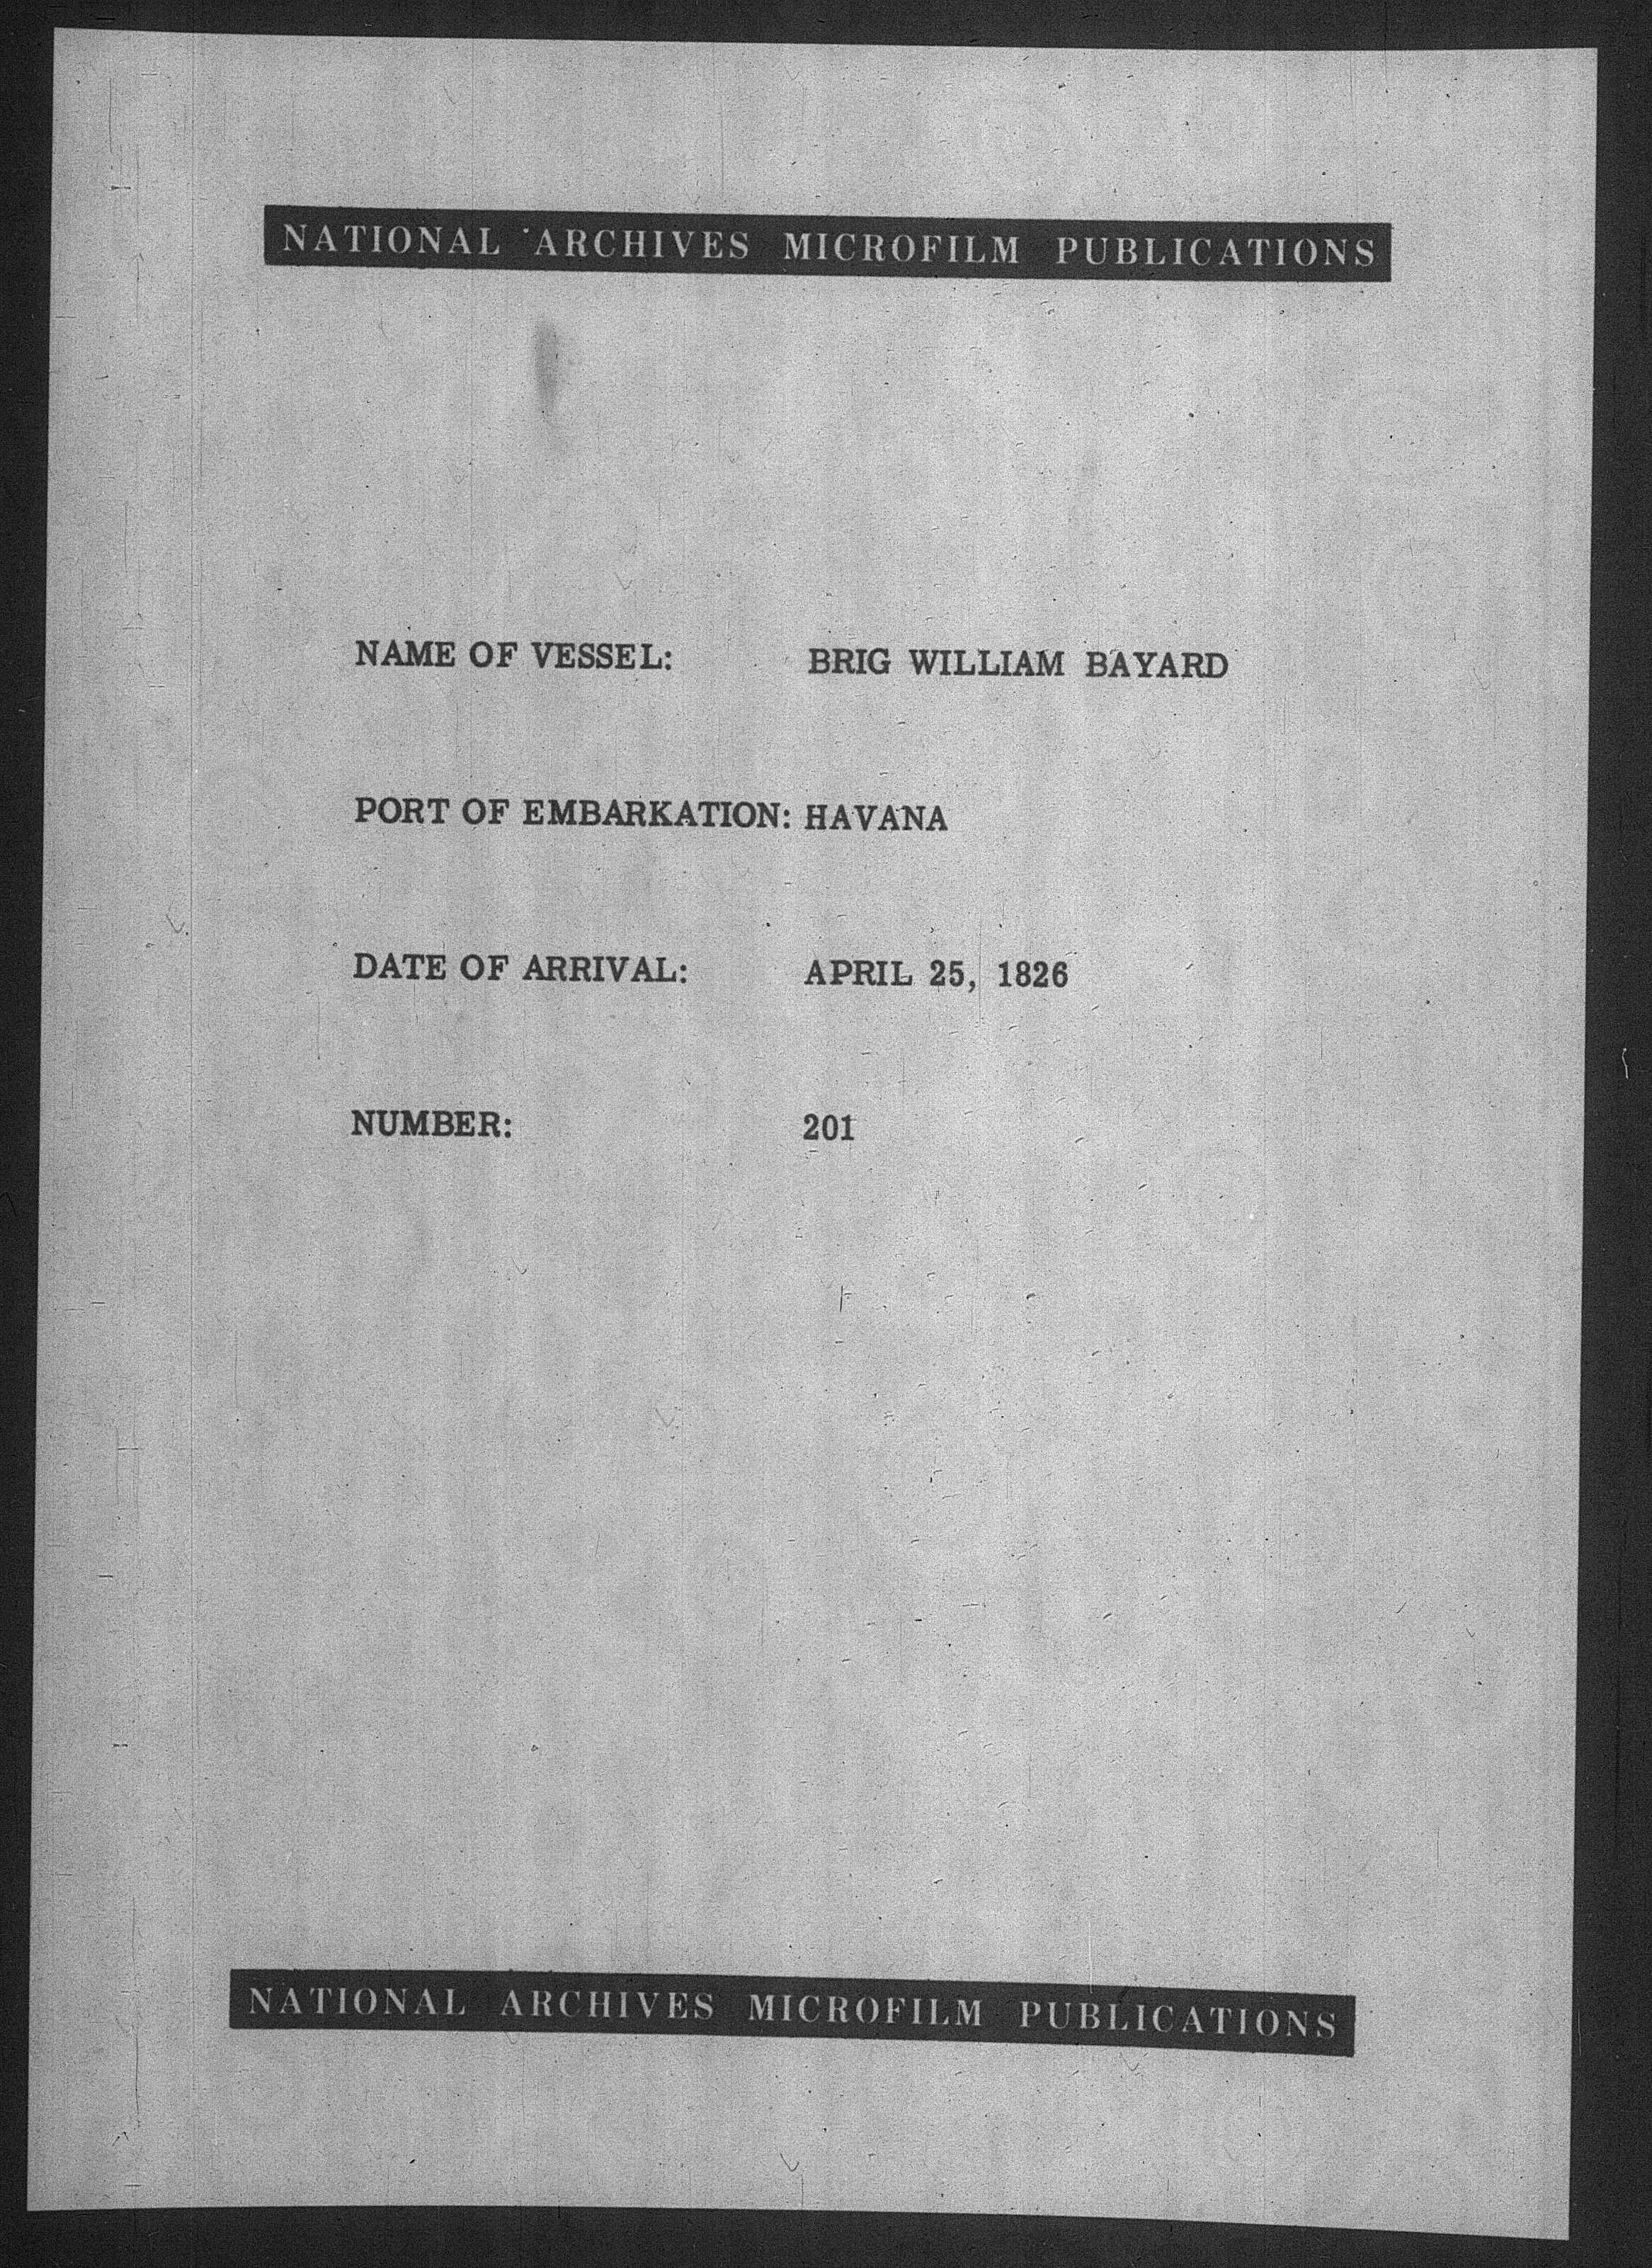 NATIONAL ARCHIVES MICROFILM PUBLICATIONS
NAME OF VESSEL: BRIG WILLIAM BAYARD
PORT OF EMBARKATION: HAVANA
DATE OF ARRIVAL: APRIL 25, 1826
NUMBER: 201
NATIONAL ARCHIVES MICROFILM PUBLICATIONS